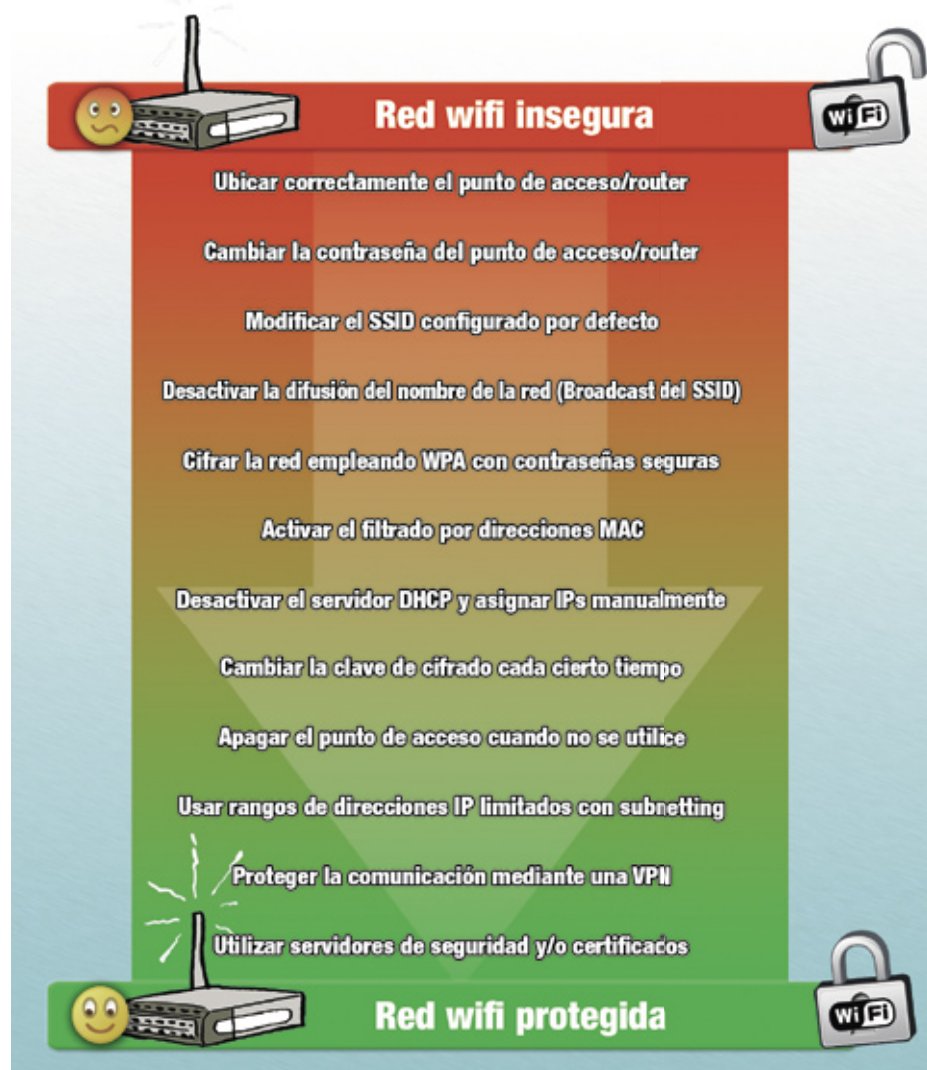 Red wifi insegura
WiFi
Ubicar correctamente el punto de acceso/router
Cambiar la contraseña del punto de acceso/router
Modificar el SSID configurado por defecto
Desactivar la difusión del nombre de la red (Broadcast del SSID)
Cifrar la red empleando WPA con contraseñas seguras
Activar el filtrado por direcciones MAC
Desactivar el servidor DHCP y asignar IPs manualmente
Cambiar la clave de cifrado cada cierto tiempo
Apagar el punto de acceso cuando no se utilice
Usar rangos de direcciones IP limitados con subnetting
Proteger la comunicación mediante una VPN
Utilizar servidores de seguridad y/o certificados
Red wifi protegida
WiFi